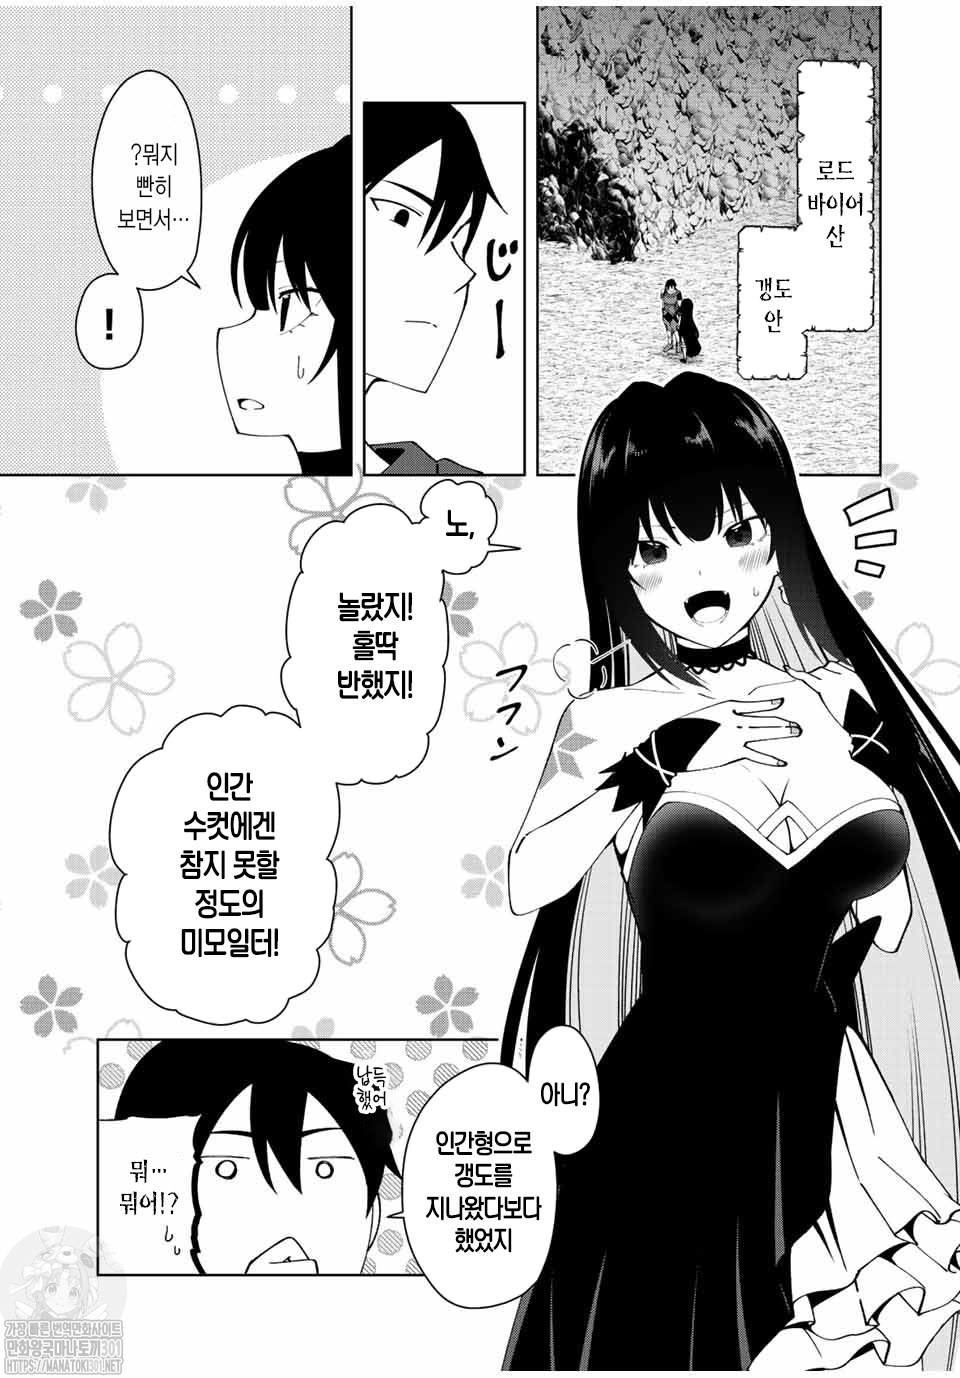 로드
바이어
산
갱도
안
じー
?뭐지
빤히
보면서…
!
노,
놀랐지!
홀딱
반했지!
인간
수컷에겐
참지 못할
정도의
미모일터!
フフン
아니?
인간형으로
갱도를
지나왔다보다
했었지
납득
했어
뭐…
뭐어!?
가장 빠른 번역만화사이트
만화왕국마나토끼301
HTTPS://MANATOKI301.NET